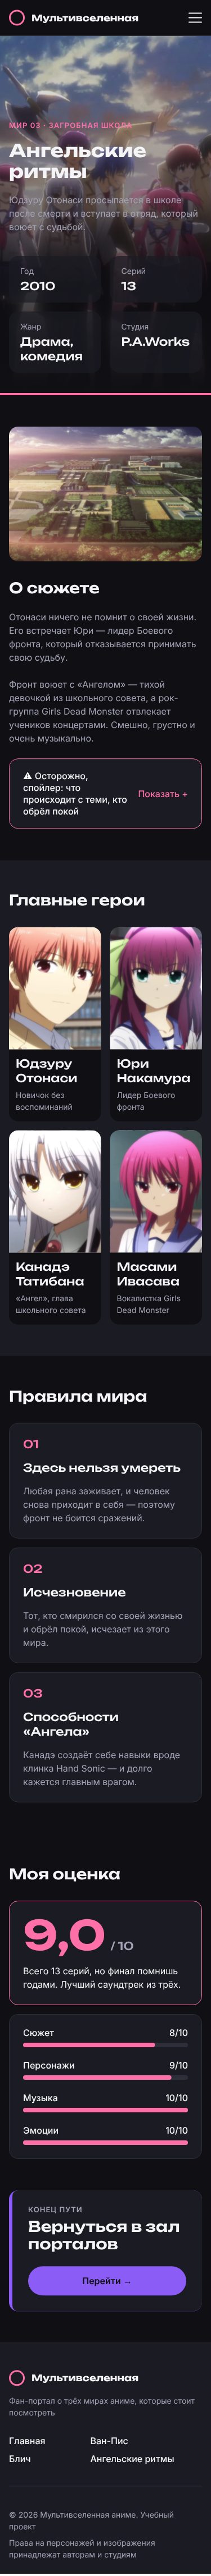 Мультивселенная
МИР 03 · ЗАГРОБНАЯ ШКОЛА
Ангельские
ритмы
Юдзуру Отонаси просыпается в школе
после смерти и вступает в отряд, который
воюет с судьбой.
Год
2010
Серий
13
Жанр
Драма,
комедия
Студия
P.A.Works
О сюжете
Отонаси ничего не помнит о своей жизни.
Его встречает Юри — лидер Боевого
фронта, который отказывается принимать
свою судьбу.
Фронт воюет с «Ангелом» — тихой
девочкой из школьного совета, а рок-
группа Girls Dead Monster отвлекает
учеников концертами. Смешно, грустно и
очень музыкально.
⚠ Осторожно,
спойлер: что
происходит с теми, кто
обрёл покой
Показать +
Главные герои
Юдзуру
Отонаси
Новичок без
воспоминаний
Юри
Накамура
Лидер Боевого
фронта
Канадэ
Татибана
«Ангел», глава
школьного совета
Масами
Ивасава
Вокалистка Girls
Dead Monster
Правила мира
01
Здесь нельзя умереть
Любая рана заживает, и человек
снова приходит в себя — поэтому
фронт не боится сражений.
02
Исчезновение
Тот, кто смирился со своей жизнью
и обрёл покой, исчезает из этого
мира.
03
Способности
«Ангела»
Канадэ создаёт себе навыки вроде
клинка Hand Sonic — и долго
кажется главным врагом.
Моя оценка
9,0 / 10
Всего 13 серий, но финал помнишь
годами. Лучший саундтрек из трёх.
Сюжет 8/10
Персонажи 9/10
Музыка 10/10
Эмоции 10/10
КОНЕЦ ПУТИ
Вернуться в зал
порталов
Перейти →
Мультивселенная
Фан-портал о трёх мирах аниме, которые стоит
посмотреть
Главная
Ван-Пис
Блич
Ангельские ритмы
© 2026 Мультивселенная аниме. Учебный
проект
Права на персонажей и изображения
принадлежат авторам и студиям